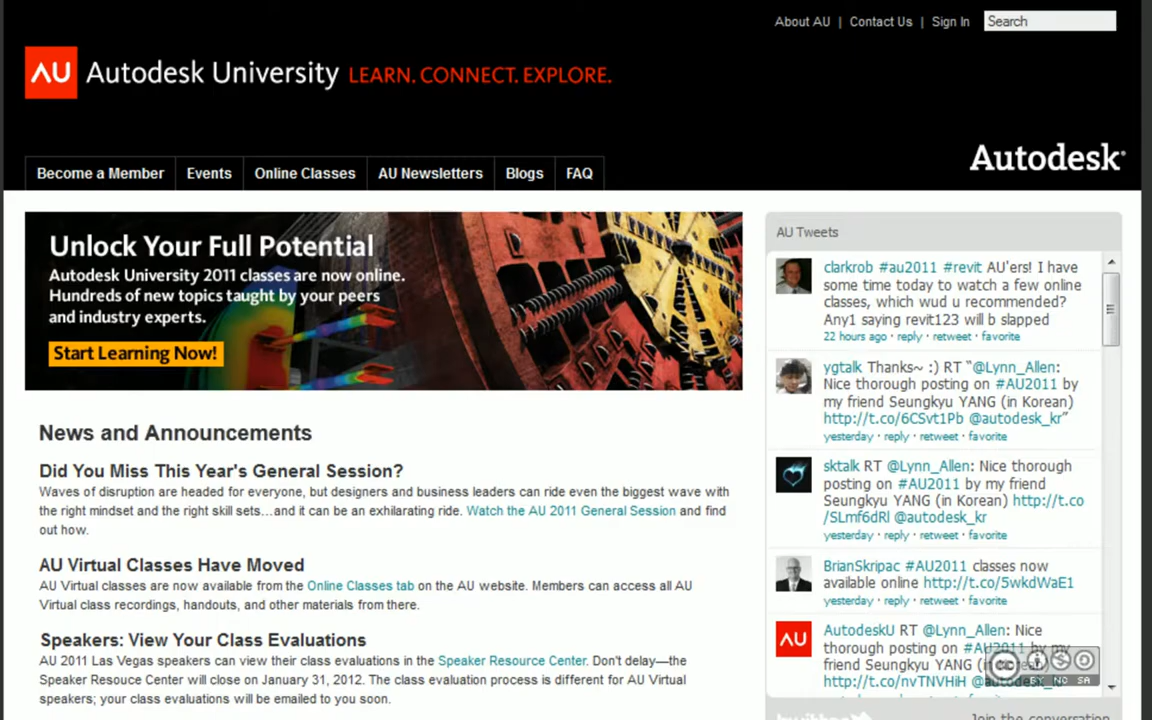 About AU | Contact Us | Sign In Search
AU Autodesk University LEARN. CONNECT. EXPLORE.
Autodesk®
Become a Member Events Online Classes AU Newsletters Blogs FAQ
Unlock Your Full Potential
Autodesk University 2011 classes are now online.
Hundreds of new topics taught by your peers
and industry experts.
Start Learning Now!
News and Announcements
Did You Miss This Year's General Session?
Waves of disruption are headed for everyone, but designers and business leaders can ride even the biggest wave with
the right mindset and the right skill sets…and it can be an exhilarating ride. Watch the AU 2011 General Session and find
out how.
AU Virtual Classes Have Moved
AU Virtual classes are now available from the Online Classes tab on the AU website. Members can access all AU
Virtual class recordings, handouts, and other materials from there.
Speakers: View Your Class Evaluations
AU 2011 Las Vegas speakers can view their class evaluations in the Speaker Resource Center. Don't delay—the
Speaker Resouce Center will close on January 31, 2012. The class evaluation process is different for AU Virtual
speakers; your class evaluations will be emailed to you soon.
AU Tweets
clarkrob #au2011 #revit AU'ers! I have
some time today to watch a few online
classes, which wud u recommended?
Any1 saying revit123 will b slapped
22 hours ago · reply · retweet · favorite
ygtalk Thanks~ :) RT “@Lynn_Allen:
Nice thorough posting on #AU2011 by
my friend Seungkyu YANG (in Korean)
http://t.co/6CSvt1Pb @autodesk_kr”
yesterday · reply · retweet · favorite
sktalk RT @Lynn_Allen: Nice thorough
posting on #AU2011 by my friend
Seungkyu YANG (in Korean) http://t.co
/SLmf6dRl @autodesk_kr
yesterday · reply · retweet · favorite
BrianSkripac #AU2011 classes now
available online http://t.co/5wkdWaE1
yesterday · reply · retweet · favorite
AU
AutodeskU RT @Lynn_Allen: Nice
thorough posting on #AU2011 by my
friend Seungkyu YANG (in Korean)
http://t.co/nvTNVHiH @autodesk_kr
cc BY NC SA
twitter Join the conversation